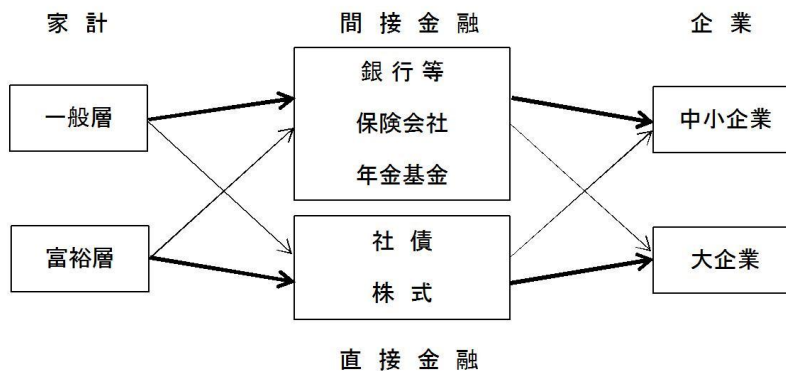 家計
間接金融
企業
一般層
富裕層
銀行等
保険会社
年金基金
社債
株式
中小企業
大企業
直接金融